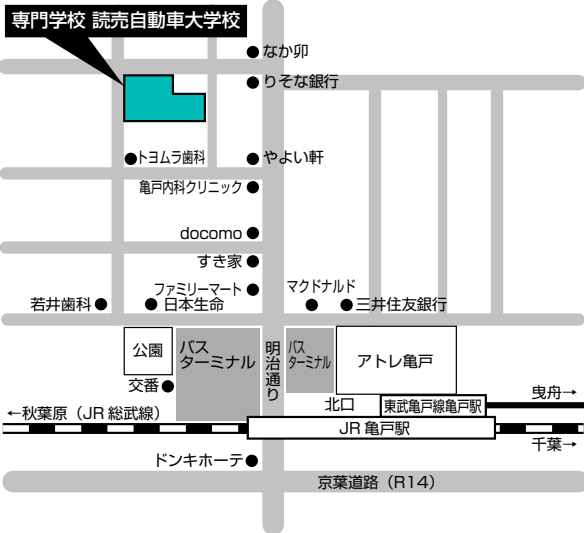 専門学校 読売自動車大学校
なか卯
りそな銀行
トヨムラ歯科
やよい軒
亀戸内科クリニック
docomo
すき家
ファミリーマート
マクドナルド
若井歯科
日本生命
三井住友銀行
公園
バス
ターミナル
明治通り
バス
ターミナル
アトレ亀戸
交番
北口
東武亀戸線亀戸駅
曳舟→
←秋葉原（JR 総武線）
JR 亀戸駅
千葉→
ドンキホーテ
京葉道路（R14）